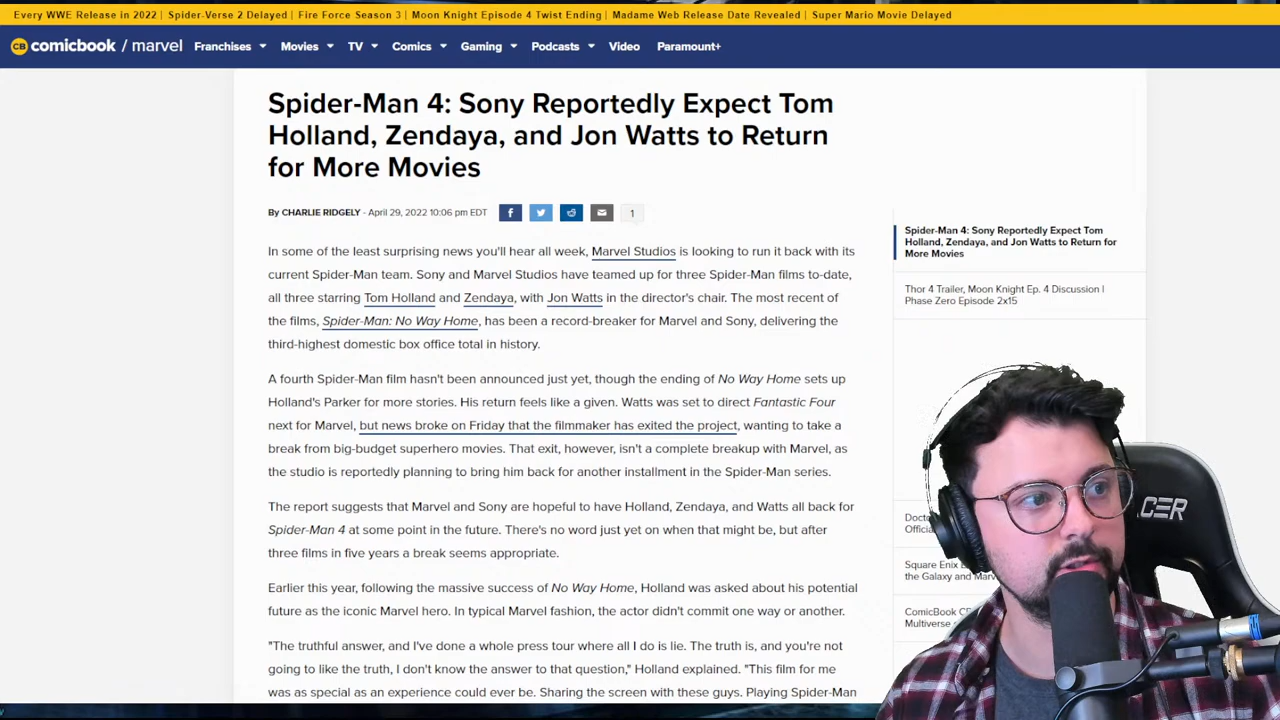 Every WWE Release in 2022 | Spider-Verse 2 Delayed | Fire Force Season 3 | Moon Knight Episode 4 Twist Ending | Madame Web Release Date Revealed | Super Mario Movie Delayed
CB comicbook / marvel Franchises Movies TV Comics Gaming Podcasts Video Paramount+
Spider-Man 4: Sony Reportedly Expect Tom
Holland, Zendaya, and Jon Watts to Return
for More Movies
By CHARLIE RIDGELY - April 29, 2022 10:06 pm EDT
1
In some of the least surprising news you'll hear all week, Marvel Studios is looking to run it back with its
current Spider-Man team. Sony and Marvel Studios have teamed up for three Spider-Man films to-date,
all three starring Tom Holland and Zendaya, with Jon Watts in the director's chair. The most recent of
the films, Spider-Man: No Way Home, has been a record-breaker for Marvel and Sony, delivering the
third-highest domestic box office total in history.
A fourth Spider-Man film hasn't been announced just yet, though the ending of No Way Home sets up
Holland's Parker for more stories. His return feels like a given. Watts was set to direct Fantastic Four
next for Marvel, but news broke on Friday that the filmmaker has exited the project, wanting to take a
break from big-budget superhero movies. That exit, however, isn't a complete breakup with Marvel, as
the studio is reportedly planning to bring him back for another installment in the Spider-Man series.
The report suggests that Marvel and Sony are hopeful to have Holland, Zendaya, and Watts all back for
Spider-Man 4 at some point in the future. There's no word just yet on when that might be, but after
three films in five years a break seems appropriate.
Earlier this year, following the massive success of No Way Home, Holland was asked about his potential
future as the iconic Marvel hero. In typical Marvel fashion, the actor didn't commit one way or another.
"The truthful answer, and I've done a whole press tour where all I do is lie. The truth is, and you're not
going to like the truth, I don't know the answer to that question," Holland explained. "This film for me
was as special as an experience could ever be. Sharing the screen with these guys. Playing Spider-Man
Spider-Man 4: Sony Reportedly Expect Tom
Holland, Zendaya, and Jon Watts to Return for
More Movies
Thor 4 Trailer, Moon Knight Ep. 4 Discussion |
Phase Zero Episode 2x15
Square Enix
the Galaxy and
ComicBook
Multiverse